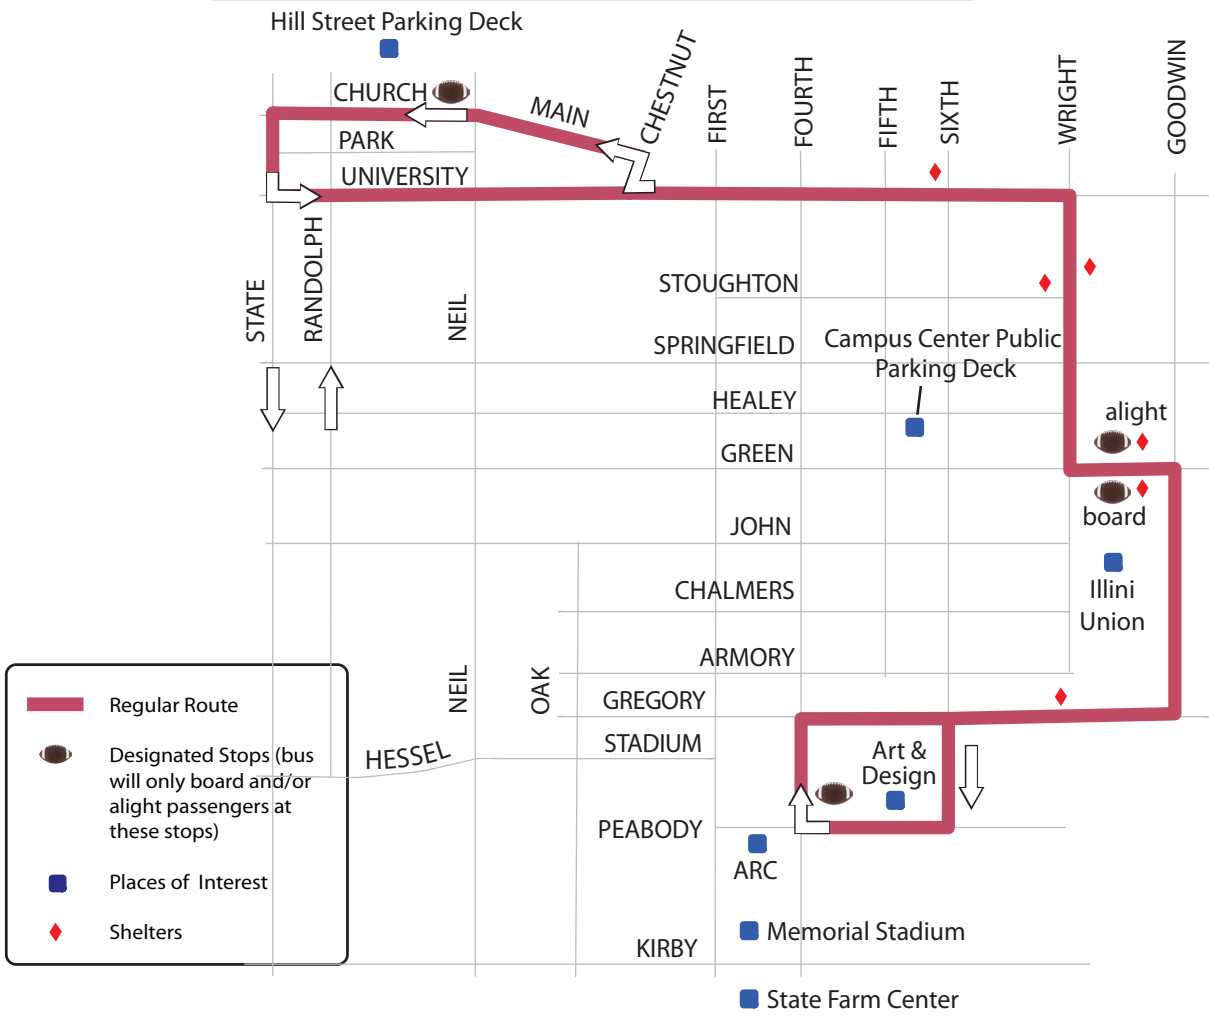 Hill Street Parking Deck
CHURCH
MAIN
CHESTNUT
FIRST
FOURTH
FIFTH
SIXTH
WRIGHT
GOODWIN
PARK
UNIVERSITY
STATE
RANDOLPH
NEIL
STOUGHTON
SPRINGFIELD
Campus Center Public
Parking Deck
HEALEY
alight
GREEN
board
JOHN
CHALMERS
Illini
Union
ARMORY
NEIL
OAK
GREGORY
STADIUM
HESSEL
Art &
Design
PEABODY
ARC
Memorial Stadium
KIRBY
State Farm Center
Regular Route
Designated Stops (bus
will only board and/or
alight passengers at
these stops)
Places of Interest
Shelters